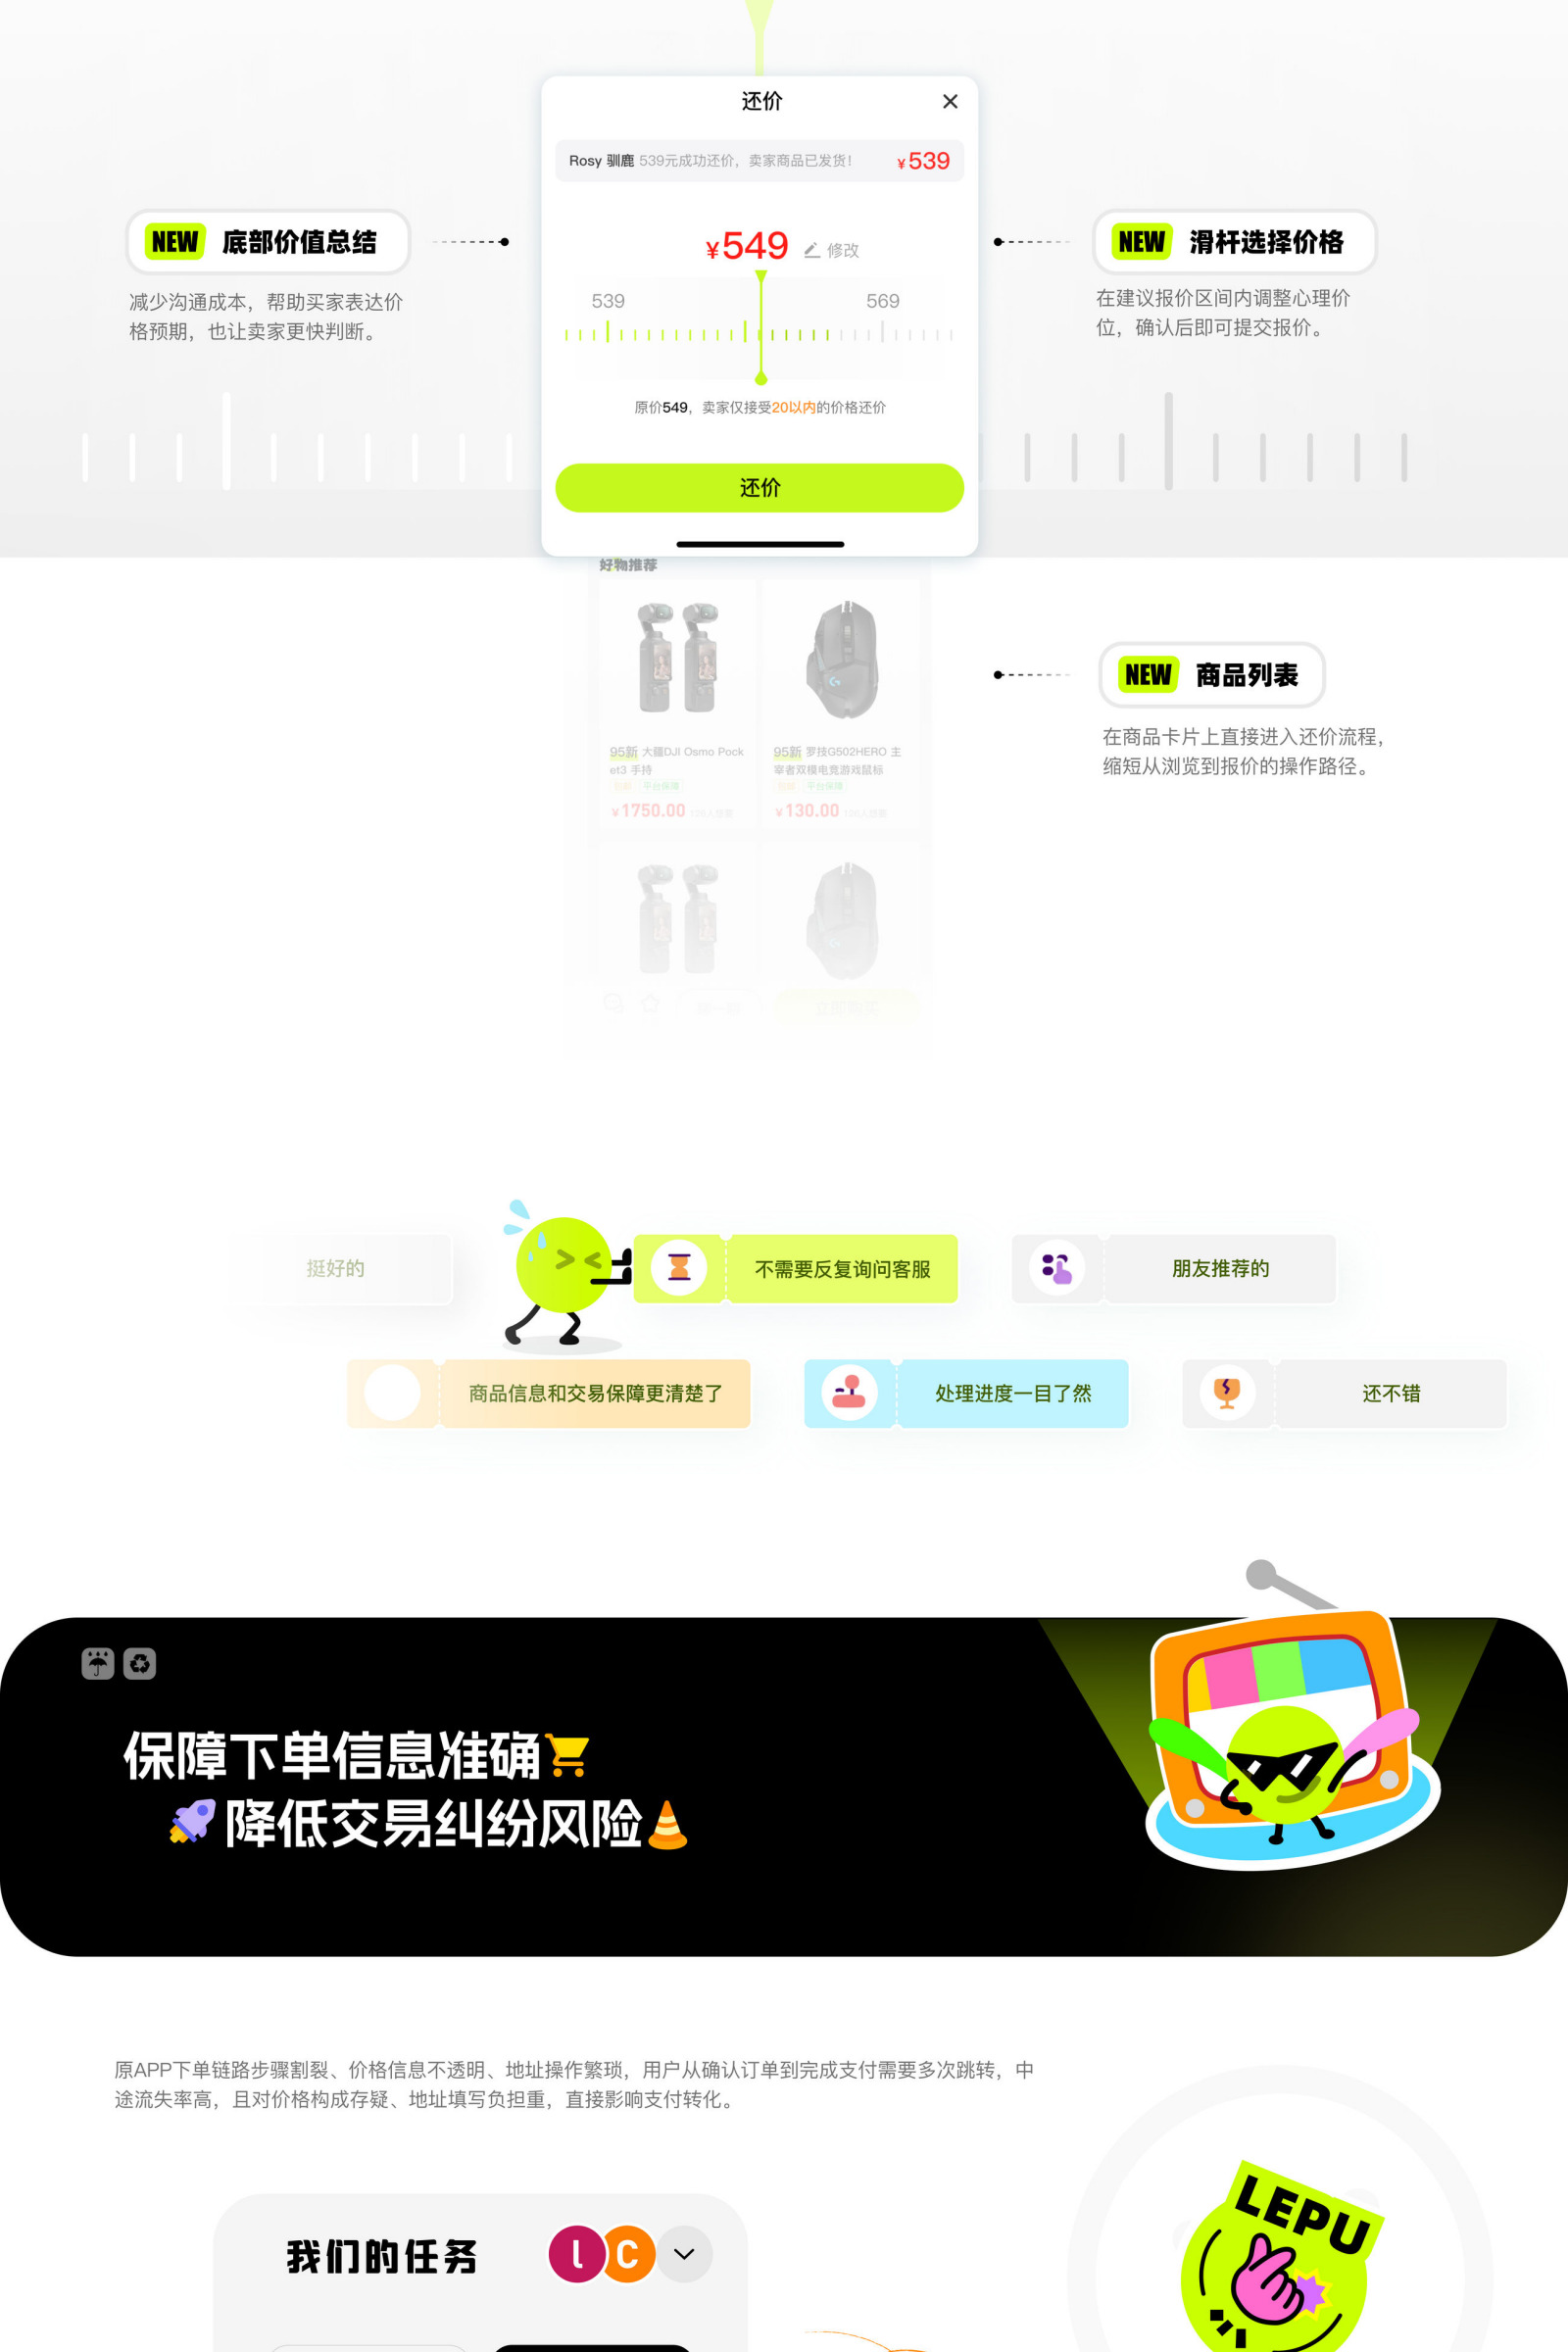 还价
Rosy 驯鹿 539元成功还价，卖家商品已发货！ ¥539
¥549 修改
539 569
原价549，卖家仅接受20以内的价格还价
还价
NEW 底部价值总结
减少沟通成本，帮助买家表达价
格预期，也让卖家更快判断。
NEW 滑杆选择价格
在建议报价区间内调整心理价
位，确认后即可提交报价。
好物推荐
95新 大疆DJI Osmo Pock
et3 手持
包邮 平台保障
¥1750.00
95新 罗技G502HERO 主
宰者双模电竞游戏鼠标
包邮 平台保障
¥130.00
NEW 商品列表
在商品卡片上直接进入还价流程，
缩短从浏览到报价的操作路径。
立即购买
挺好的
不需要反复询问客服
朋友推荐的
商品信息和交易保障更清楚了
处理进度一目了然
还不错
保障下单信息准确
降低交易纠纷风险
原APP下单链路步骤割裂、价格信息不透明、地址操作繁琐，用户从确认订单到完成支付需要多次跳转，中
途流失率高，且对价格构成存疑、地址填写负担重，直接影响支付转化。
我们的任务
l C
LEPU